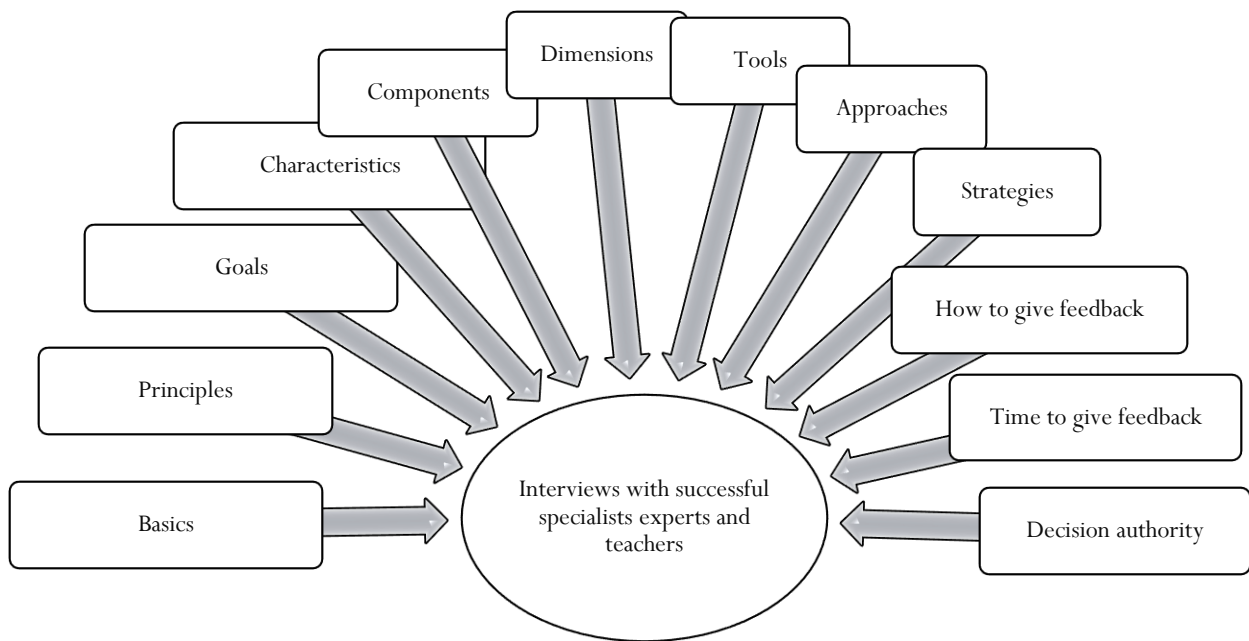 Dimensions
Tools
Components
Approaches
Characteristics
Strategies
Goals
How to give feedback
Principles
Time to give feedback
Interviews with successful
specialists experts and
teachers
Basics
Decision authority